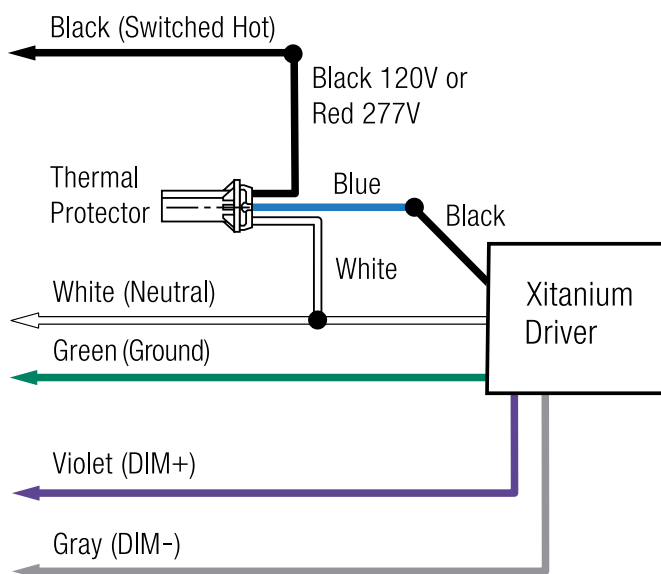 Black (Switched Hot)
Black 120V or
Red 277V
Thermal
Protector
Blue
Black
White
White (Neutral)
Xitanium
Driver
Green (Ground)
Violet (DIM+)
Gray (DIM-)